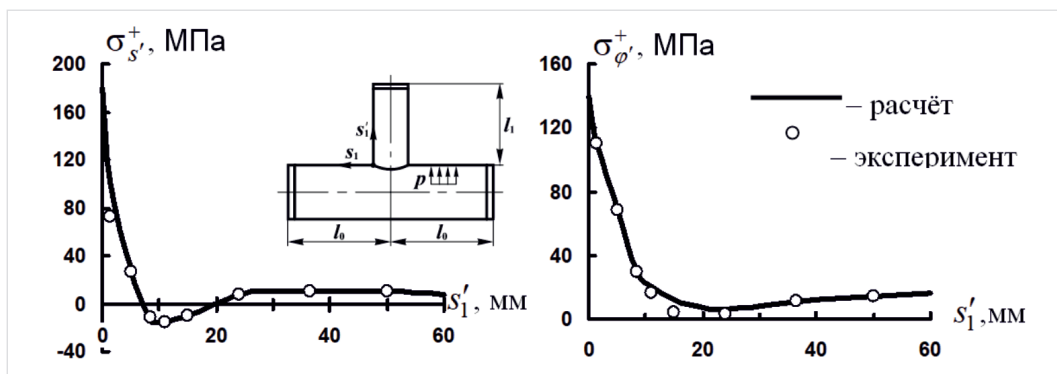 σ⁺ₛ′, МПа
200
160
120
80
40
0
-40
0
20
40
60
s′₁, мм
s′₁
s₁
p
l₁
l₀
l₀
σ⁺φ′, МПа
160
120
80
40
0
0
20
40
60
s′₁, мм
– расчёт
– эксперимент